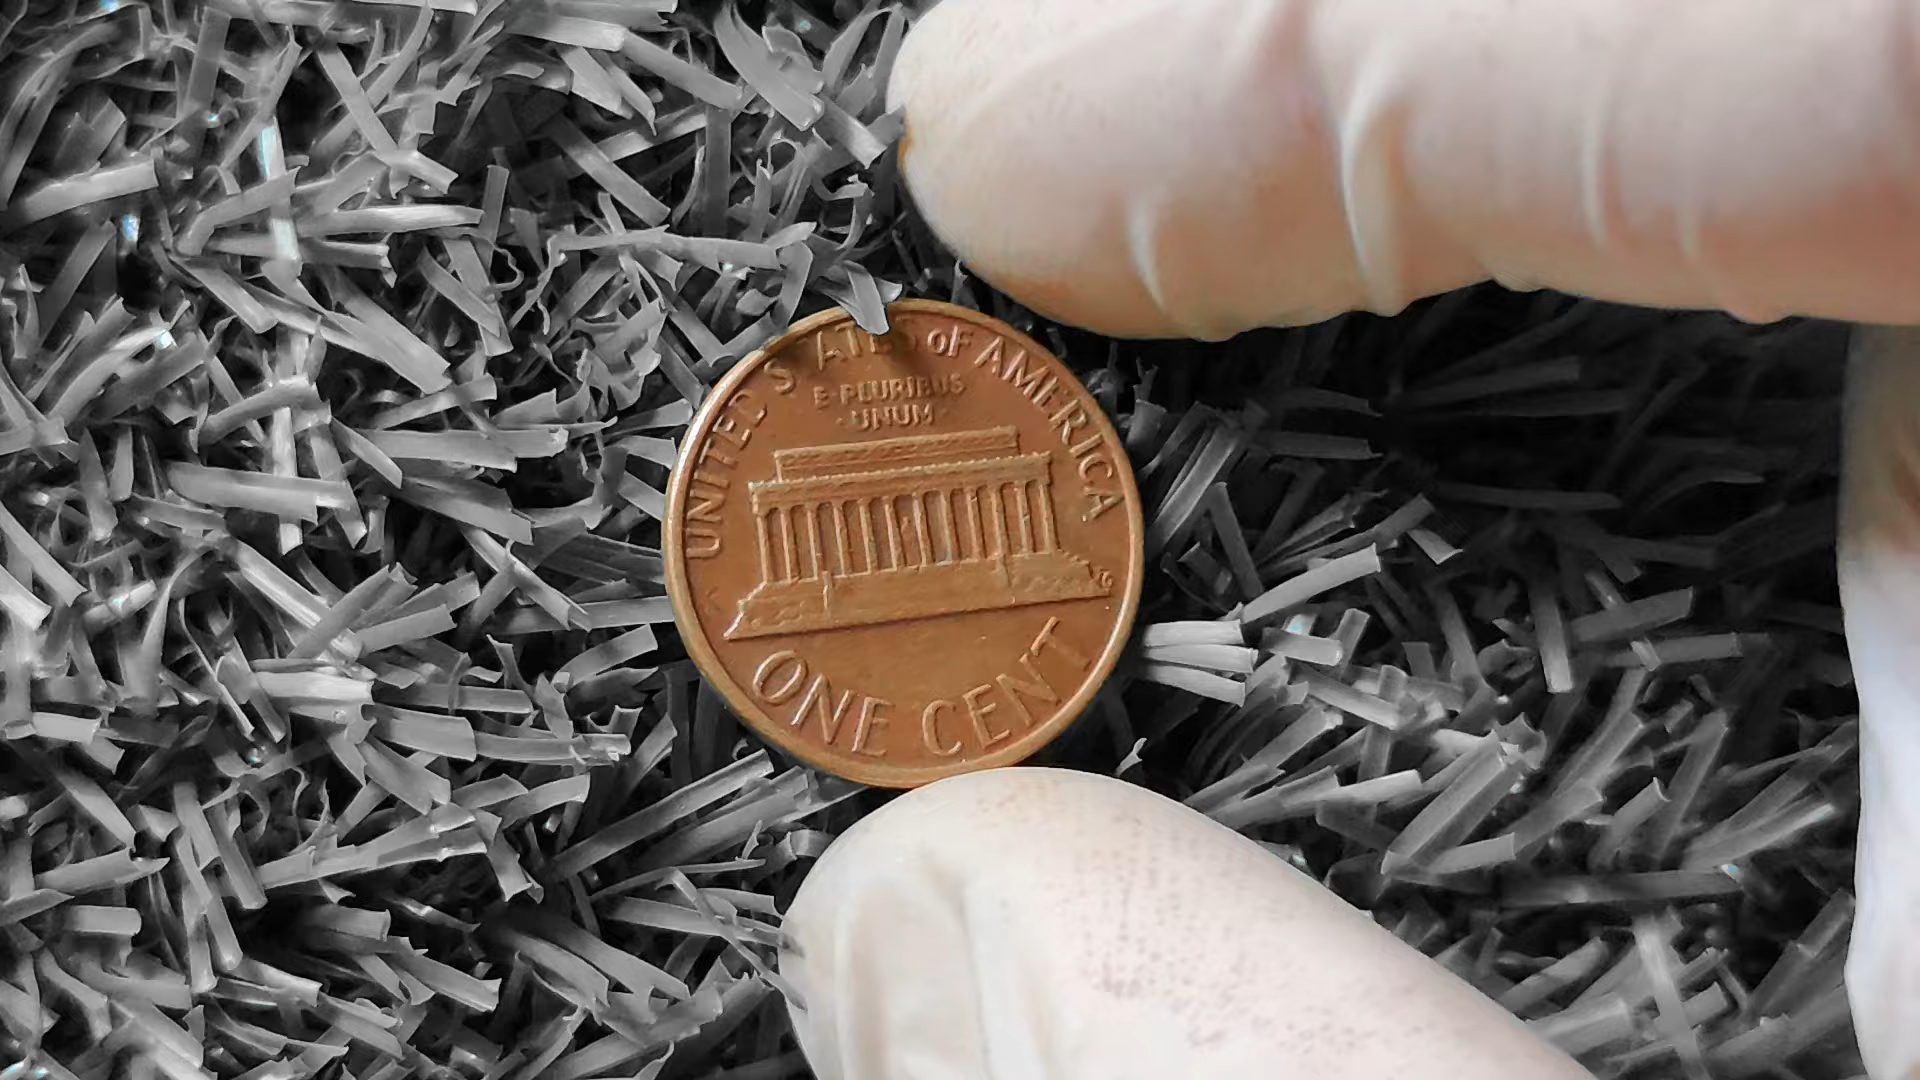 UNITED STATES OF AMERICA
E·PLURIBUS
·UNUM·
ONE CENT